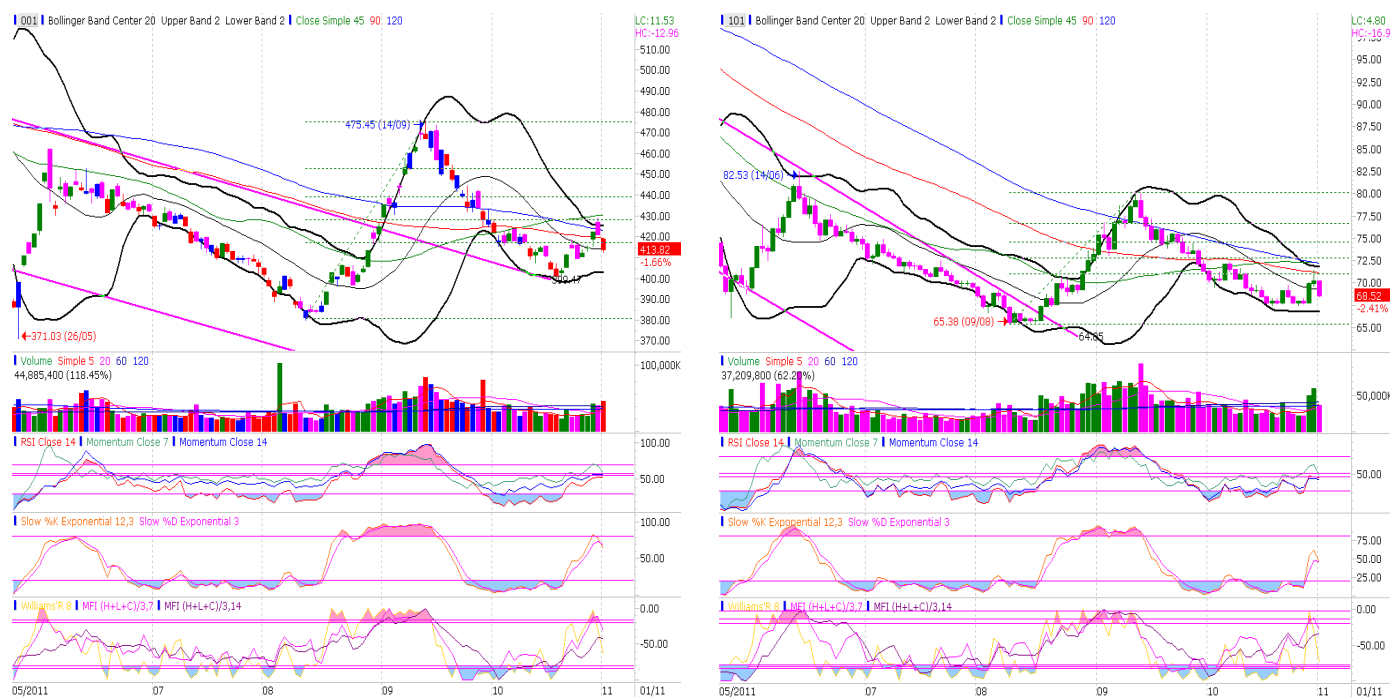 001 Bollinger Band Center 20 Upper Band 2 Lower Band 2 Close Simple 45 90 120
LC:11.53
HC:-12.96
510.00
500.00
490.00
480.00
475.45 (14/09)
470.00
460.00
450.00
440.00
430.00
420.00
413.82
-1.66%
400.00
390.00
380.00
371.03 (26/05)
370.00
Volume Simple 5 20 60 120
44,885,400 (118.45%)
100,000K
RSI Close 14 Momentum Close 7 Momentum Close 14
100.00
50.00
Slow %K Exponential 12,3 Slow %D Exponential 3
100.00
50.00
Williams'R 8 MFI (H+L+C)/3,7 MFI (H+L+C)/3,14
0.00
-50.00
05/2011 07 08 09 10 11 01/11
101 Bollinger Band Center 20 Upper Band 2 Lower Band 2 Close Simple 45 90 120
LC:4.80
HC:-16.9
95.00
92.50
90.00
87.50
85.00
82.53 (14/06)
82.50
80.00
77.50
75.00
72.50
70.00
68.52
-2.41%
65.38 (09/08)
65.00
64.05
Volume Simple 5 20 60 120
37,209,800
50,000K
RSI Close 14 Momentum Close 7 Momentum Close 14
50.00
Slow %K Exponential 12,3 Slow %D Exponential 3
75.00
50.00
25.00
Williams'R 8 MFI (H+L+C)/3,7 MFI (H+L+C)/3,14
0.00
-50.00
05/2011 07 08 09 10 11 01/11